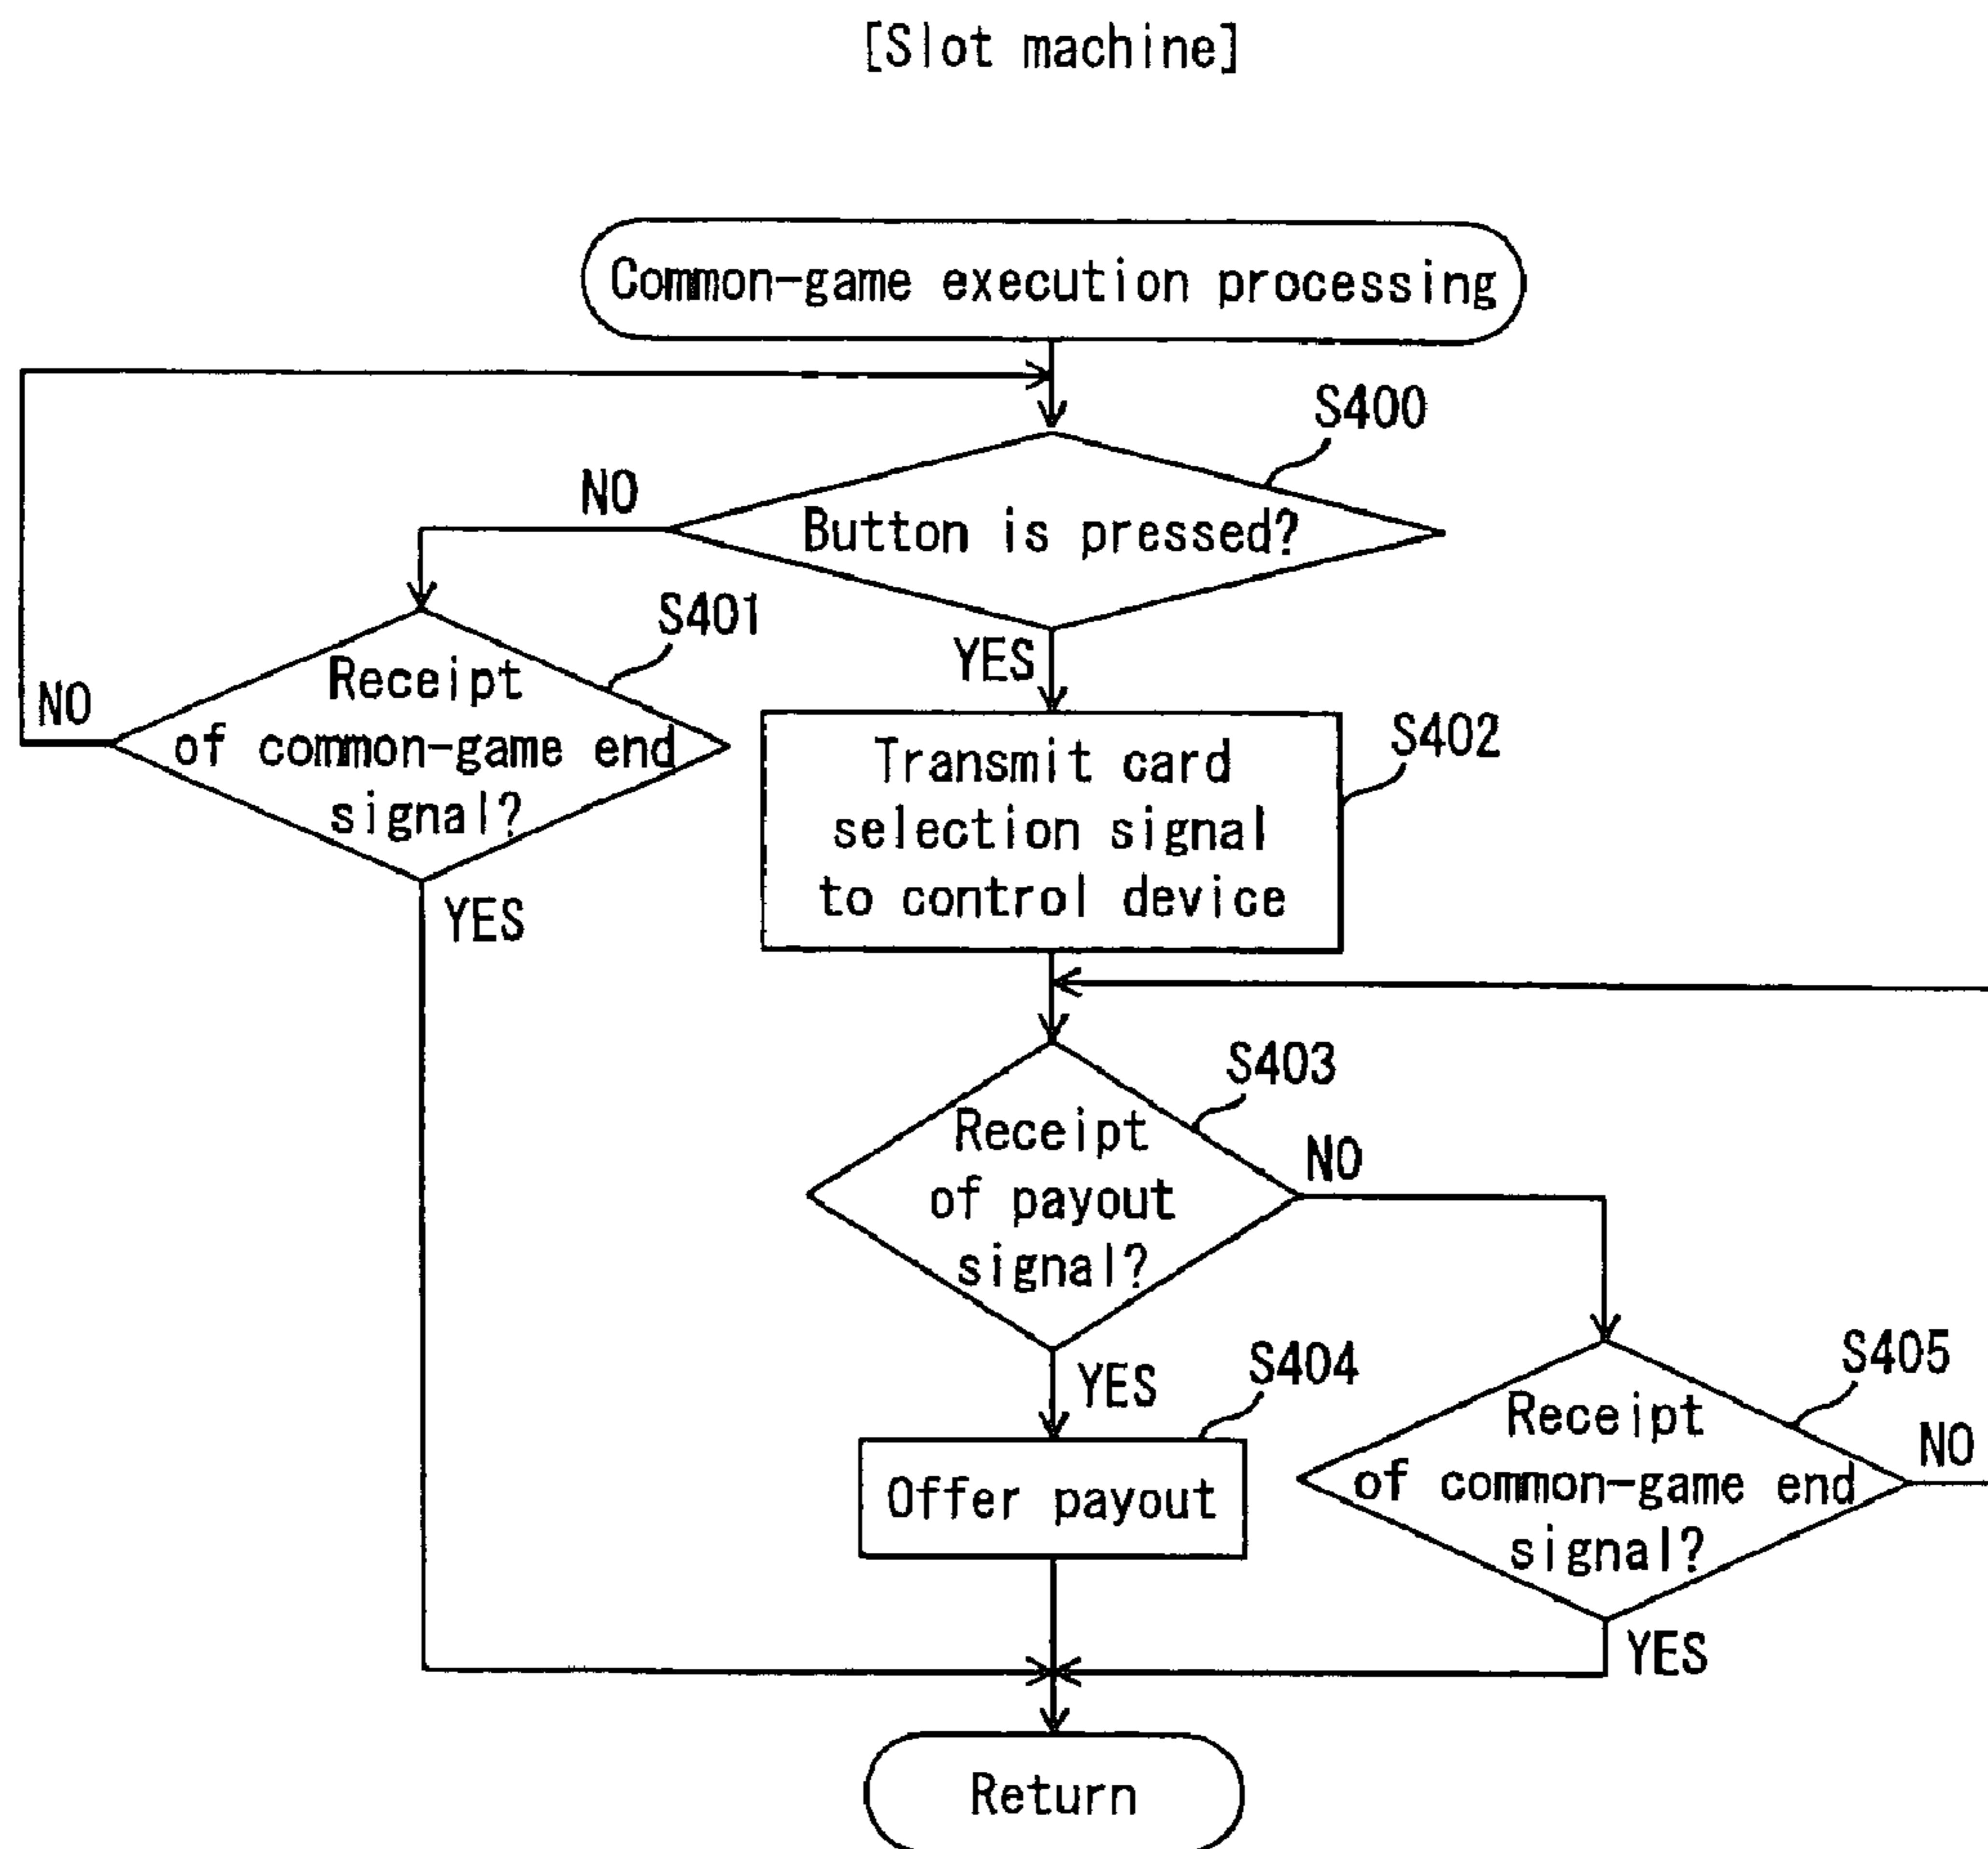 [Slot machine]
Common-game execution processing
S400
NO
Button is pressed?
S401
YES
Receipt
of common-game end
signal?
NO
YES
S402
Transmit card
selection signal
to control device
S403
Receipt
of payout
signal?
NO
YES
S404
Offer payout
S405
Receipt
of common-game end
signal?
NO
YES
Return